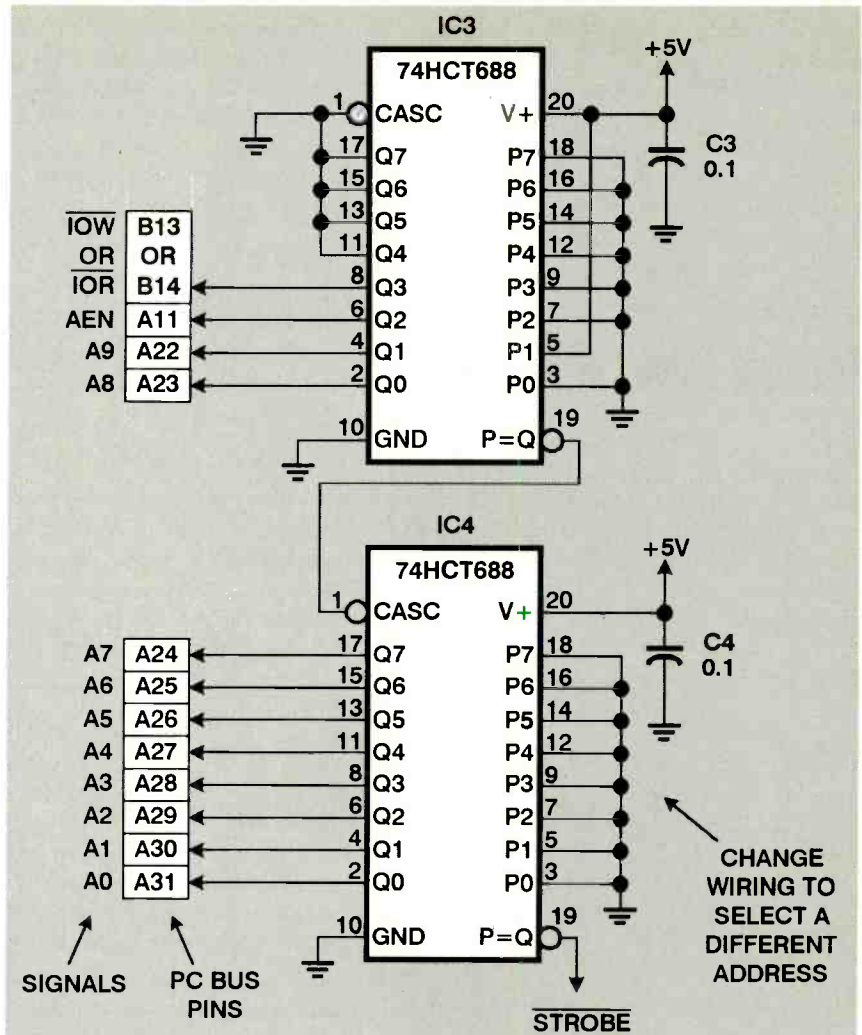 IC3
74HCT688
+5V
1 CASC V+ 20
17 Q7 P7 18
15 Q6 P6 16
13 Q5 P5 14
11 Q4 P4 12
8 Q3 P3 9
6 Q2 P2 7
4 Q1 P1 5
2 Q0 P0 3
10 GND P=Q 19
C3
0.1
IOW B13
OR OR
IOR B14
AEN A11
A9 A22
A8 A23
IC4
74HCT688
+5V
1 CASC V+ 20
17 Q7 P7 18
15 Q6 P6 16
13 Q5 P5 14
11 Q4 P4 12
8 Q3 P3 9
6 Q2 P2 7
4 Q1 P1 5
2 Q0 P0 3
10 GND P=Q 19
C4
0.1
A7 A24
A6 A25
A5 A26
A4 A27
A3 A28
A2 A29
A1 A30
A0 A31
SIGNALS
PC BUS
PINS
CHANGE
WIRING TO
SELECT A
DIFFERENT
ADDRESS
STROBE